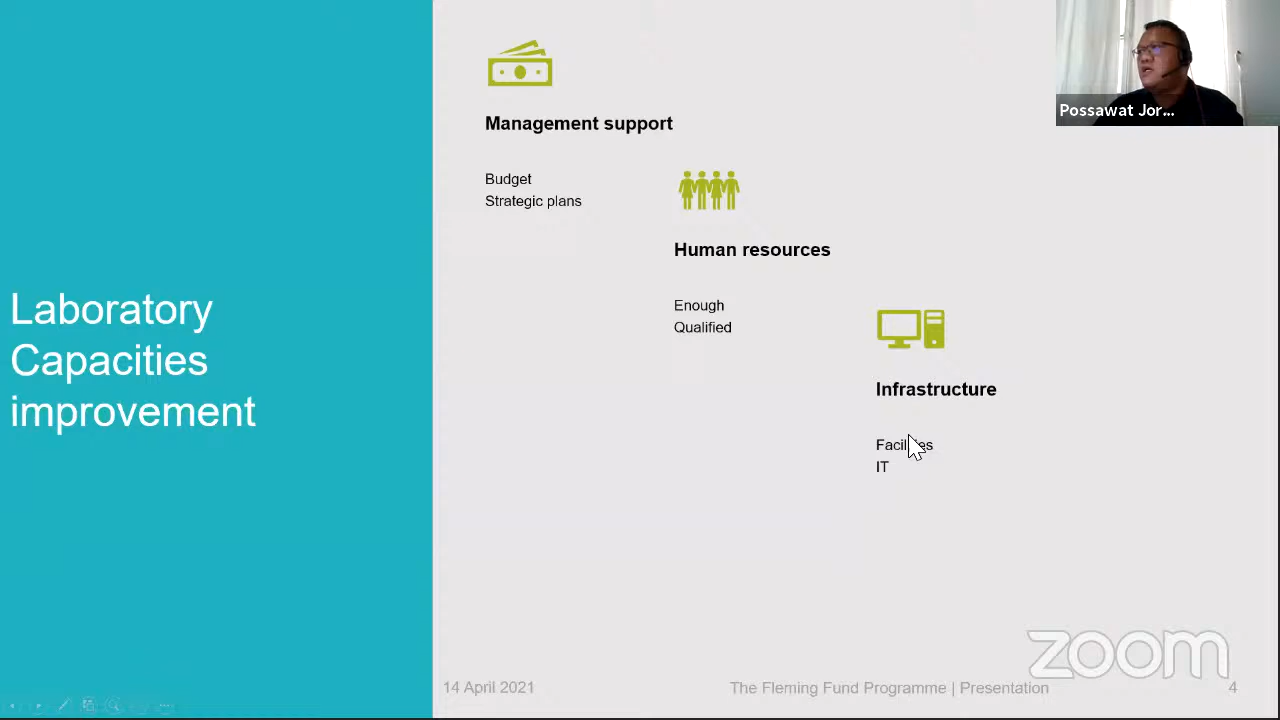 Laboratory
Capacities
improvement
Management support
Budget
Strategic plans
Human resources
Enough
Qualified
Infrastructure
Facilities
IT
Possawat Jor...
zoom
14 April 2021
The Fleming Fund Programme | Presentation
4